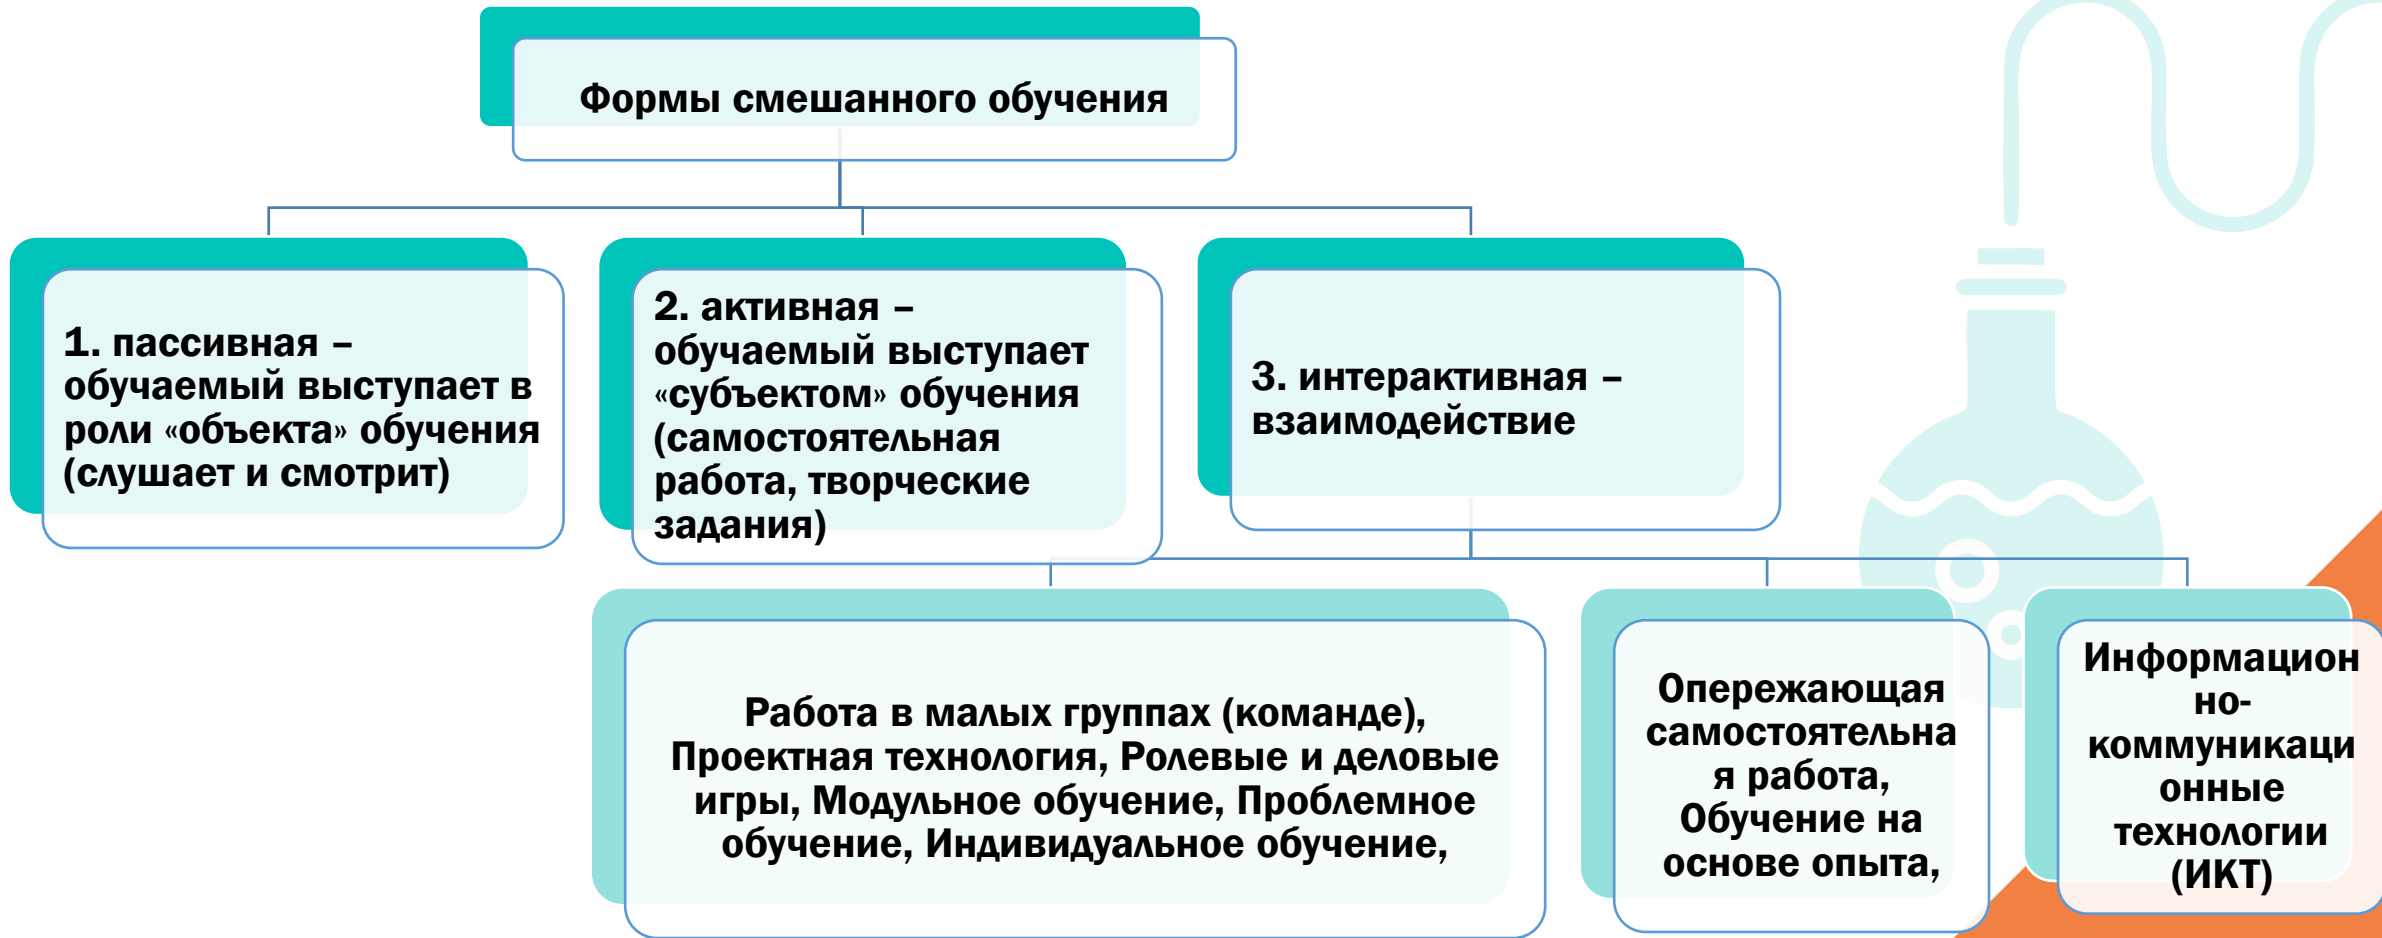 Формы смешанного обучения
1. пассивная –
обучаемый выступает в
роли «объекта» обучения
(слушает и смотрит)
2. активная –
обучаемый выступает
«субъектом» обучения
(самостоятельная
работа, творческие
задания)
3. интерактивная –
взаимодействие
Работа в малых группах (команде),
Проектная технология, Ролевые и деловые
игры, Модульное обучение, Проблемное
обучение, Индивидуальное обучение,
Опережающая
самостоятельна
я работа,
Обучение на
основе опыта,
Информацион
но-
коммуникаци
онные
технологии
(ИКТ)